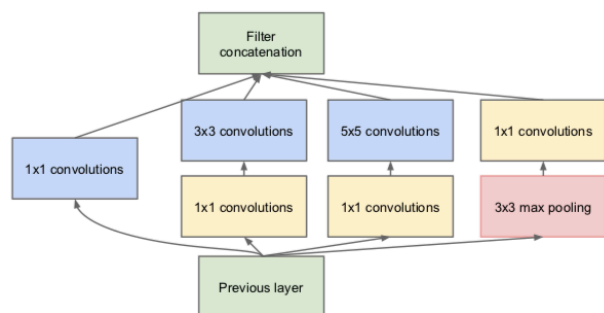 Filter
concatenation
3x3 convolutions
5x5 convolutions
1x1 convolutions
1x1 convolutions
1x1 convolutions
1x1 convolutions
3x3 max pooling
Previous layer